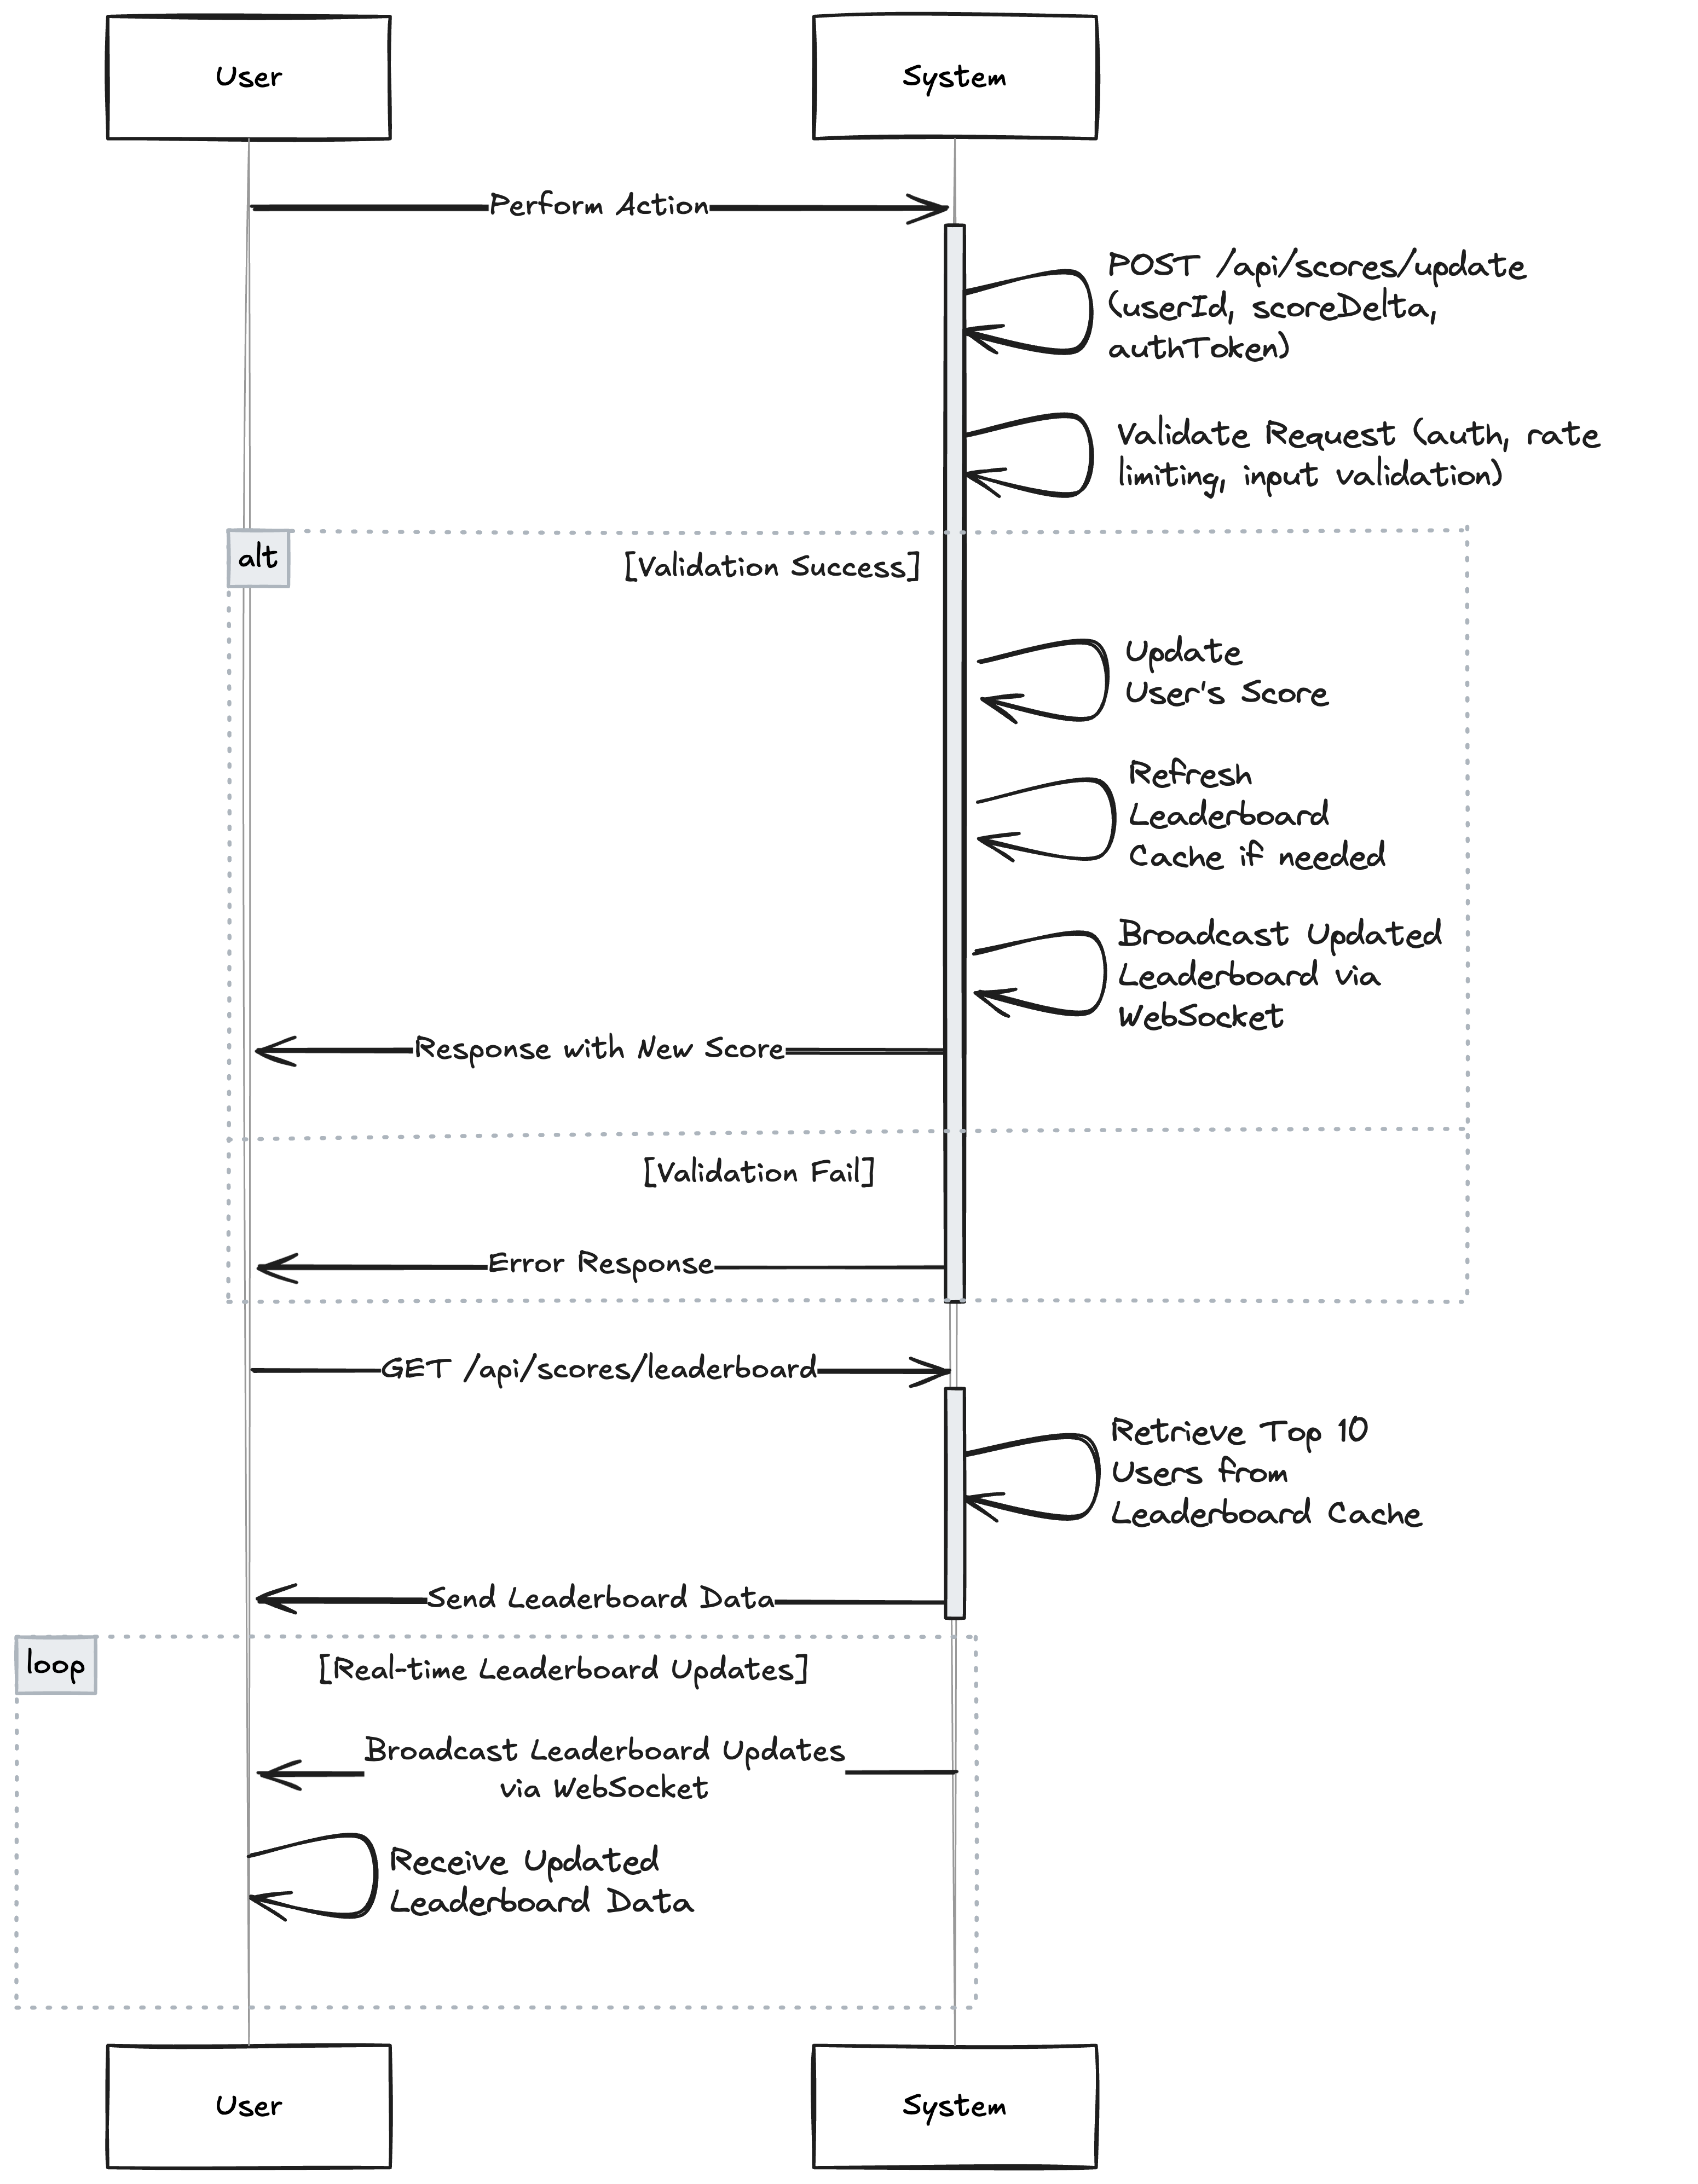 User
System
Perform Action
POST /api/scores/update
(userId, scoreDelta,
authToken)
Validate Request (auth, rate
limiting, input validation)
alt
[Validation Success]
Update
User's Score
Refresh
Leaderboard
Cache if needed
Broadcast Updated
Leaderboard via
WebSocket
Response with New Score
[Validation Fail]
Error Response
GET /api/scores/leaderboard
Retrieve Top 10
Users from
Leaderboard Cache
Send Leaderboard Data
loop
[Real-time Leaderboard Updates]
Broadcast Leaderboard Updates
via WebSocket
Receive Updated
Leaderboard Data
User
System